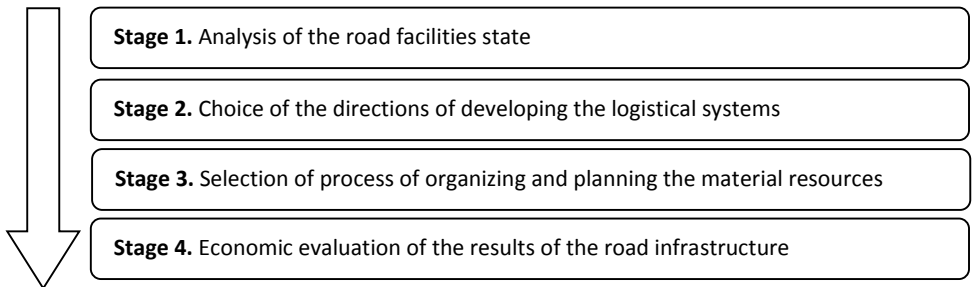 Stage 1. Analysis of the road facilities state
Stage 2. Choice of the directions of developing the logistical systems
Stage 3. Selection of process of organizing and planning the material resources
Stage 4. Economic evaluation of the results of the road infrastructure